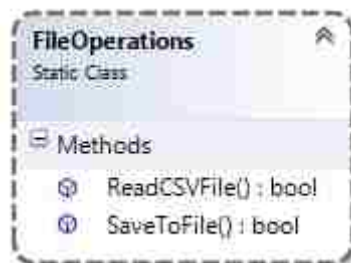 FileOperations
Static Class
Methods
ReadCSVFile() : bool
SaveToFile() : bool